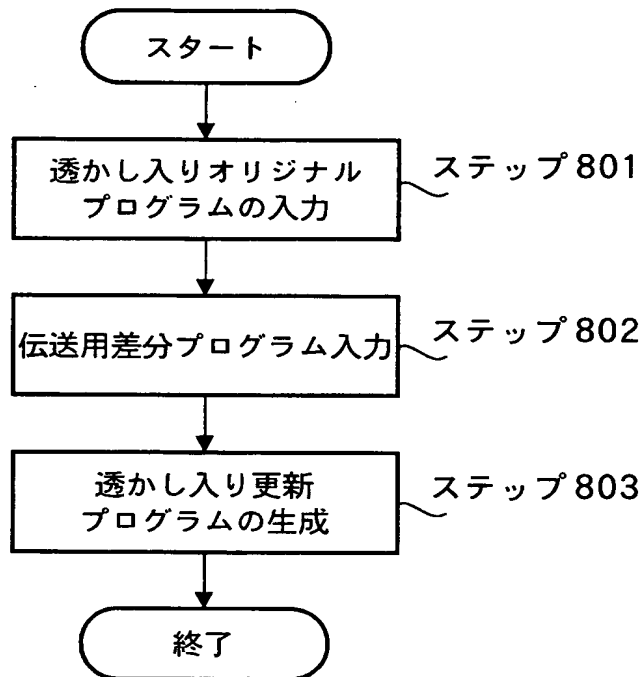 スタート
透かし入りオリジナル
プログラムの入力
ステップ801
伝送用差分プログラム入力
ステップ802
透かし入り更新
プログラムの生成
ステップ803
終了